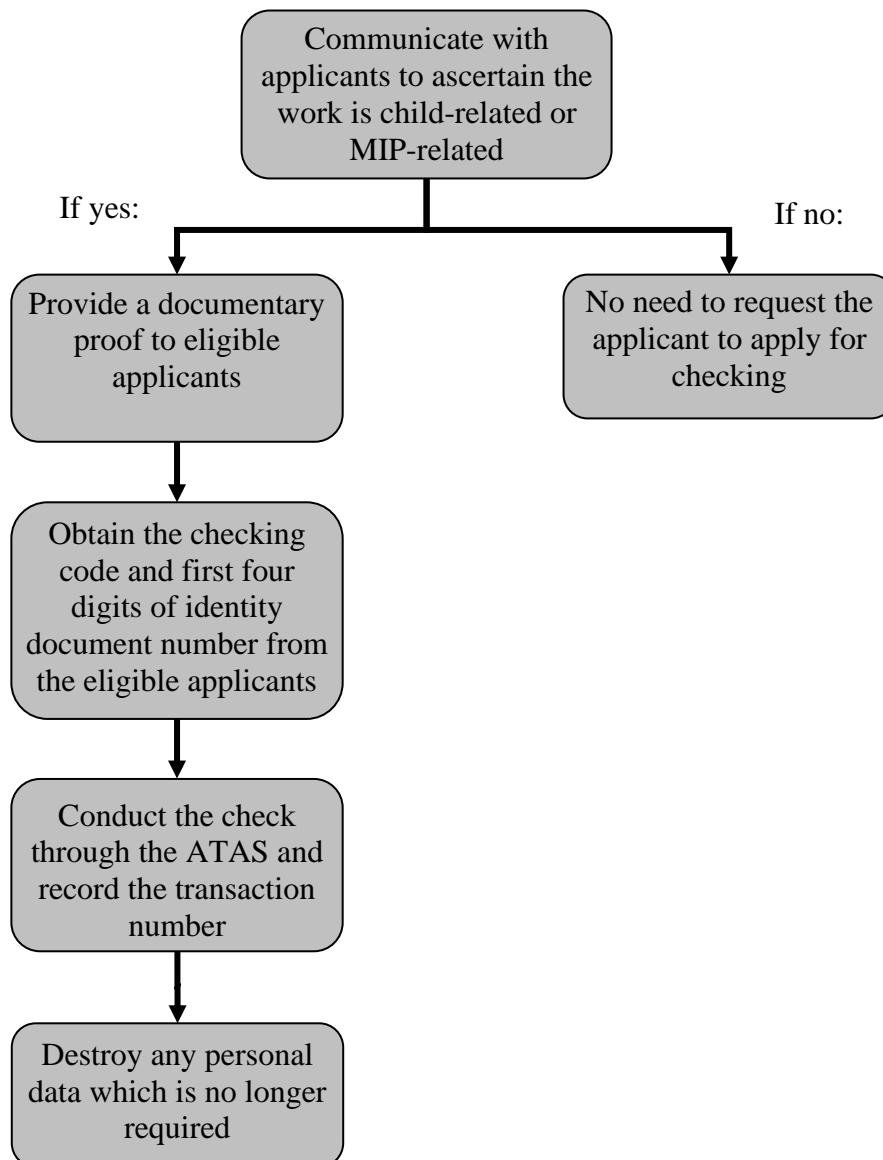 Communicate with
applicants to ascertain the
work is child-related or
MIP-related
If yes:
If no:
Provide a documentary
proof to eligible
applicants
No need to request the
applicant to apply for
checking
Obtain the checking
code and first four
digits of identity
document number from
the eligible applicants
Conduct the check
through the ATAS and
record the transaction
number
Destroy any personal
data which is no longer
required